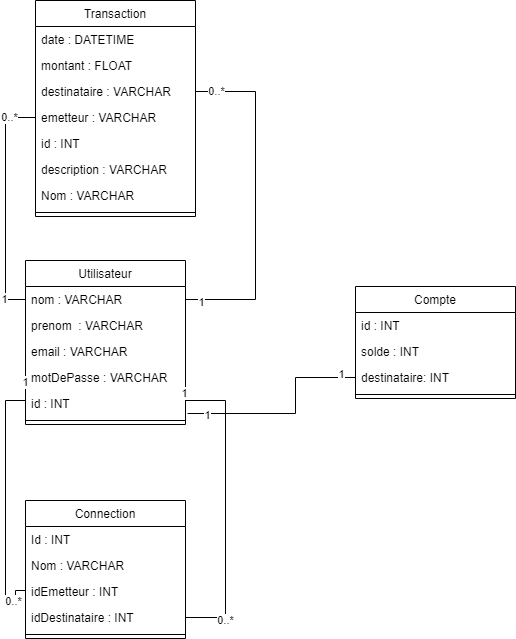 Transaction
date : DATETIME
montant : FLOAT
destinataire : VARCHAR
0..*
emetteur : VARCHAR
0..*
id : INT
description : VARCHAR
Nom : VARCHAR
Utilisateur
nom : VARCHAR
1
1
prenom : VARCHAR
email : VARCHAR
motDePasse : VARCHAR
1
1
id : INT
1
Compte
id : INT
solde : INT
destinataire: INT
1
Connection
Id : INT
Nom : VARCHAR
idEmetteur : INT
0..*
idDestinataire : INT
0..*